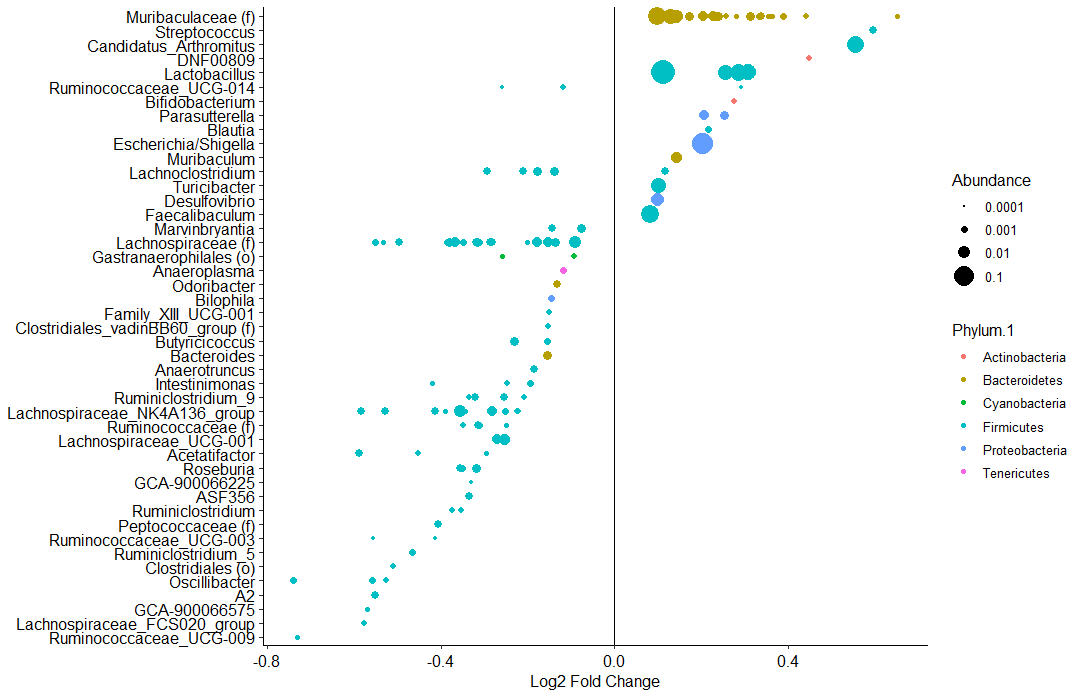 Muribaculaceae (f)
Streptococcus
Candidatus_Arthromitus
DNF00809
Lactobacillus
Ruminococcaceae_UCG-014
Bifidobacterium
Parasutterella
Blautia
Escherichia/Shigella
Muribaculum
Lachnoclostridium
Turicibacter
Desulfovibrio
Faecalibaculum
Marvinbryantia
Lachnospiraceae (f)
Gastranaerophilales (o)
Anaeroplasma
Odoribacter
Bilophila
Family_XIII_UCG-001
Clostridiales_vadinBB60_group (f)
Butyricicoccus
Bacteroides
Anaerotruncus
Intestinimonas
Ruminiclostridium_9
Lachnospiraceae_NK4A136_group
Ruminococcaceae (f)
Lachnospiraceae_UCG-001
Acetatifactor
Roseburia
GCA-900066225
ASF356
Ruminiclostridium
Peptococcaceae (f)
Ruminococcaceae_UCG-003
Ruminiclostridium_5
Clostridiales (o)
Oscillibacter
A2
GCA-900066575
Lachnospiraceae_FCS020_group
Ruminococcaceae_UCG-009
-0.8 -0.4 0.0 0.4
Log2 Fold Change
Abundance
0.0001
0.001
0.01
0.1
Phylum.1
Actinobacteria
Bacteroidetes
Cyanobacteria
Firmicutes
Proteobacteria
Tenericutes